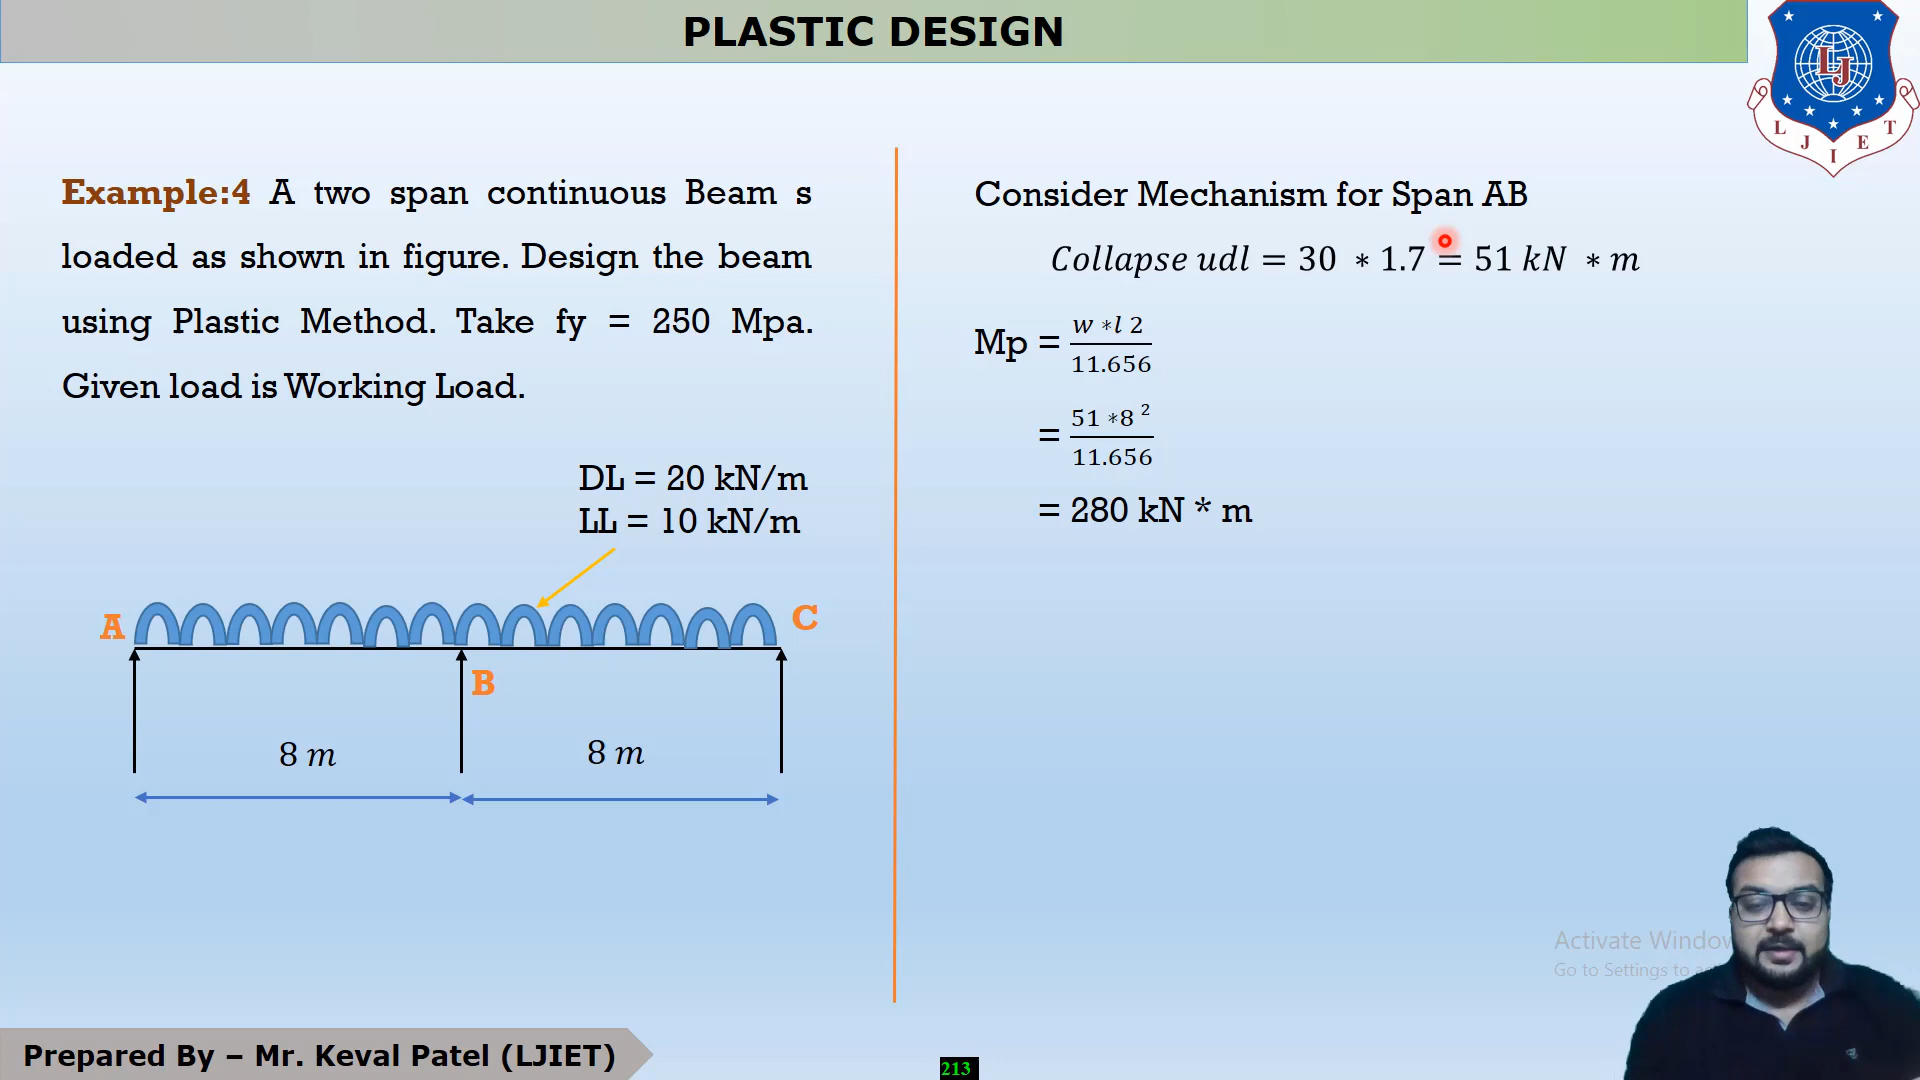 PLASTIC DESIGN
LJ
L J I E T
Example:4 A two span continuous Beam s
loaded as shown in figure. Design the beam
using Plastic Method. Take fy = 250 Mpa.
Given load is Working Load.
DL = 20 kN/m
LL = 10 kN/m
A
C
B
8 m
8 m
Consider Mechanism for Span AB
Collapse udl = 30 * 1.7 = 51 kN * m
Mp = w * l 2 / 11.656
= 51 * 8 ² / 11.656
= 280 kN * m
Activate Window
Go to Settings to
Prepared By – Mr. Keval Patel (LJIET)
213